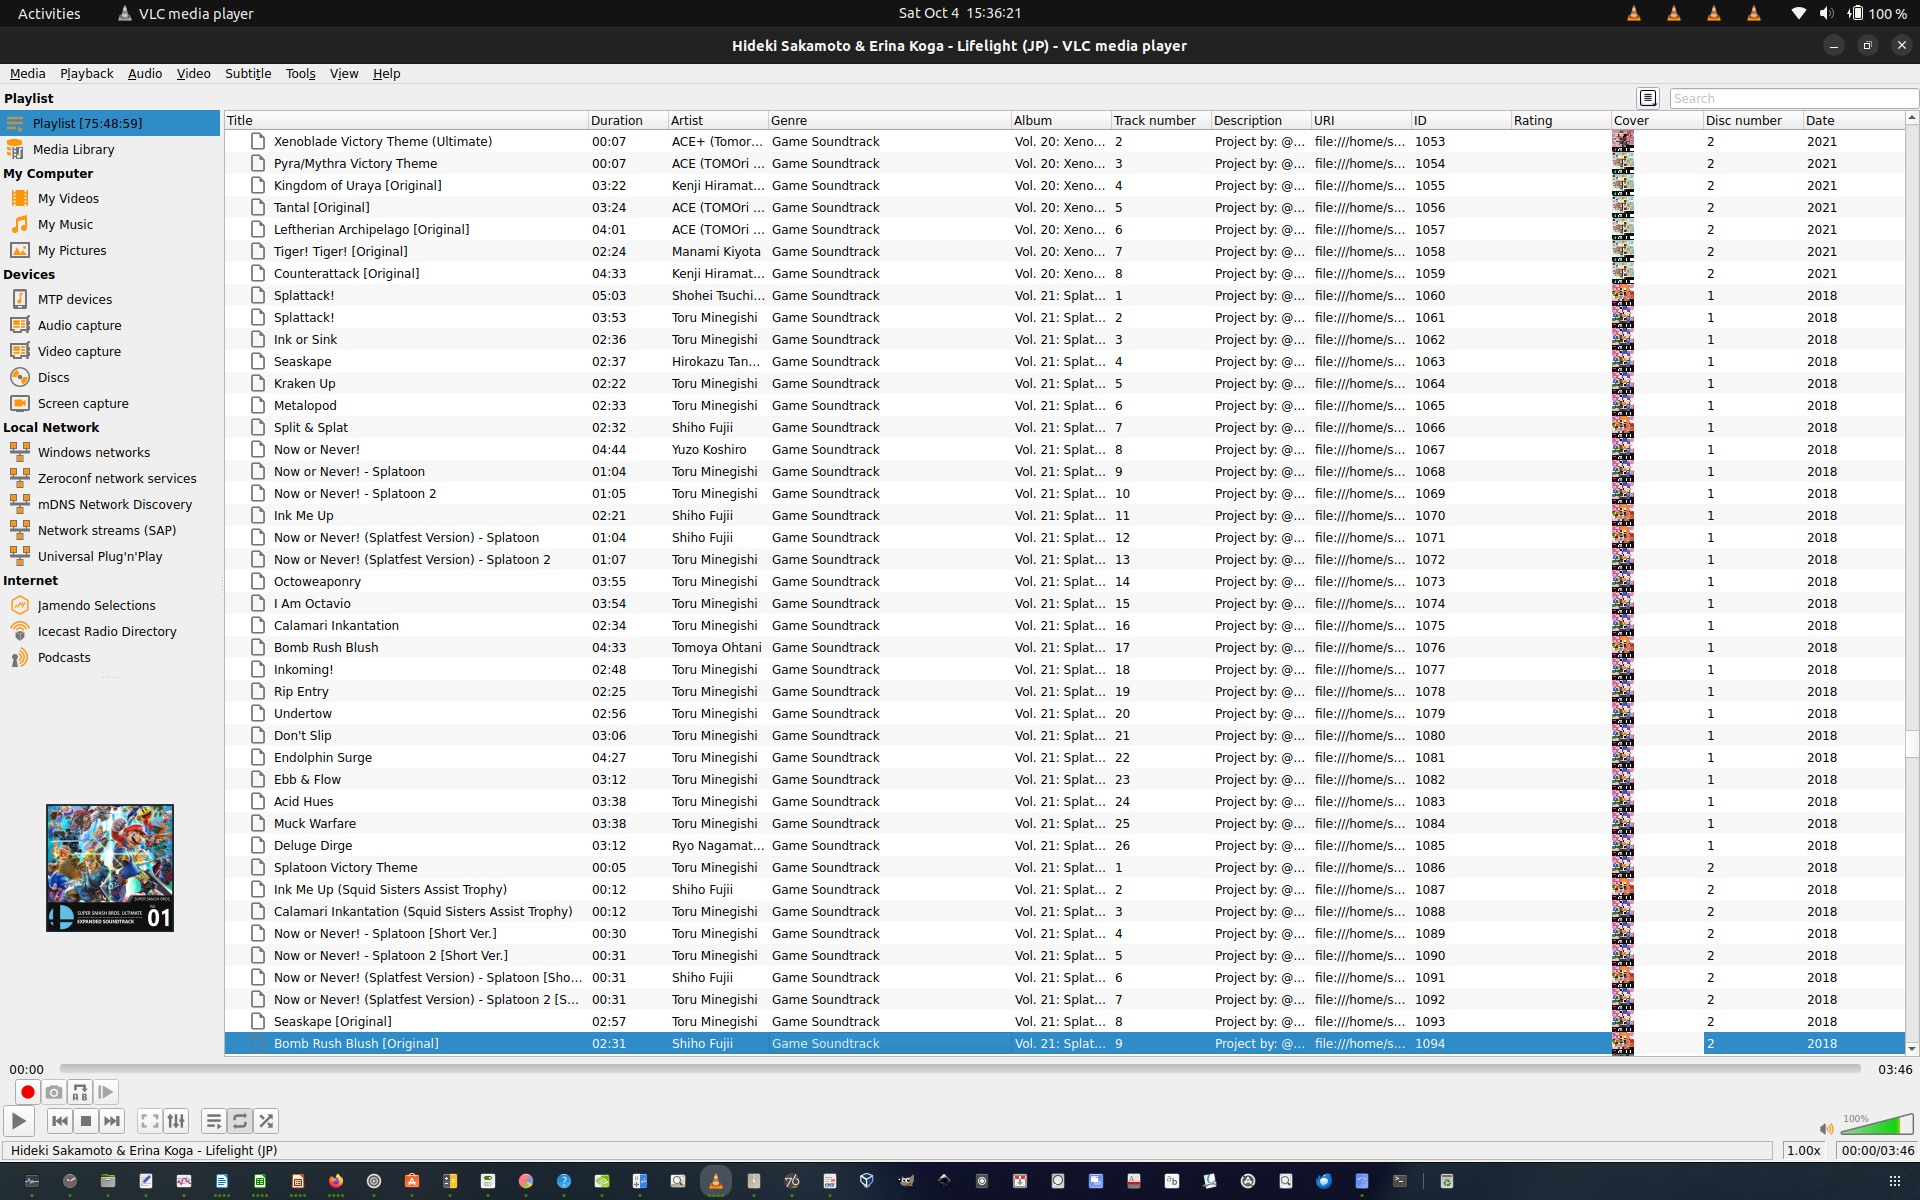 Activities VLC media player Sat Oct 4 15:36:21 100 %
Hideki Sakamoto & Erina Koga - Lifelight (JP) - VLC media player
Media Playback Audio Video Subtitle Tools View Help
Playlist
Search
Playlist [75:48:59]
Media Library
My Computer
My Videos
My Music
My Pictures
Devices
MTP devices
Audio capture
Video capture
Discs
Screen capture
Local Network
Windows networks
Zeroconf network services
mDNS Network Discovery
Network streams (SAP)
Universal Plug'n'Play
Internet
Jamendo Selections
Icecast Radio Directory
Podcasts
SUPER SMASH BROS. ULTIMATE
EXPANDED SOUNDTRACK
01
Title Duration Artist Genre Album Track number Description URI ID Rating Cover Disc number Date
Xenoblade Victory Theme (Ultimate) 00:07 ACE+ (Tomor... Game Soundtrack Vol. 20: Xeno... 2 Project by: @... file:///home/s... 1053 2 2021
Pyra/Mythra Victory Theme 00:07 ACE (TOMOri ... Game Soundtrack Vol. 20: Xeno... 3 Project by: @... file:///home/s... 1054 2 2021
Kingdom of Uraya [Original] 03:22 Kenji Hiramat... Game Soundtrack Vol. 20: Xeno... 4 Project by: @... file:///home/s... 1055 2 2021
Tantal [Original] 03:24 ACE (TOMOri ... Game Soundtrack Vol. 20: Xeno... 5 Project by: @... file:///home/s... 1056 2 2021
Leftherian Archipelago [Original] 04:01 ACE (TOMOri ... Game Soundtrack Vol. 20: Xeno... 6 Project by: @... file:///home/s... 1057 2 2021
Tiger! Tiger! [Original] 02:24 Manami Kiyota Game Soundtrack Vol. 20: Xeno... 7 Project by: @... file:///home/s... 1058 2 2021
Counterattack [Original] 04:33 Kenji Hiramat... Game Soundtrack Vol. 20: Xeno... 8 Project by: @... file:///home/s... 1059 2 2021
Splattack! 05:03 Shohei Tsuchi... Game Soundtrack Vol. 21: Splat... 1 Project by: @... file:///home/s... 1060 1 2018
Splattack! 03:53 Toru Minegishi Game Soundtrack Vol. 21: Splat... 2 Project by: @... file:///home/s... 1061 1 2018
Ink or Sink 02:36 Toru Minegishi Game Soundtrack Vol. 21: Splat... 3 Project by: @... file:///home/s... 1062 1 2018
Seaskape 02:37 Hirokazu Tan... Game Soundtrack Vol. 21: Splat... 4 Project by: @... file:///home/s... 1063 1 2018
Kraken Up 02:22 Toru Minegishi Game Soundtrack Vol. 21: Splat... 5 Project by: @... file:///home/s... 1064 1 2018
Metalopod 02:33 Toru Minegishi Game Soundtrack Vol. 21: Splat... 6 Project by: @... file:///home/s... 1065 1 2018
Split & Splat 02:32 Shiho Fujii Game Soundtrack Vol. 21: Splat... 7 Project by: @... file:///home/s... 1066 1 2018
Now or Never! 04:44 Yuzo Koshiro Game Soundtrack Vol. 21: Splat... 8 Project by: @... file:///home/s... 1067 1 2018
Now or Never! - Splatoon 01:04 Toru Minegishi Game Soundtrack Vol. 21: Splat... 9 Project by: @... file:///home/s... 1068 1 2018
Now or Never! - Splatoon 2 01:05 Toru Minegishi Game Soundtrack Vol. 21: Splat... 10 Project by: @... file:///home/s... 1069 1 2018
Ink Me Up 02:21 Shiho Fujii Game Soundtrack Vol. 21: Splat... 11 Project by: @... file:///home/s... 1070 1 2018
Now or Never! (Splatfest Version) - Splatoon 01:04 Shiho Fujii Game Soundtrack Vol. 21: Splat... 12 Project by: @... file:///home/s... 1071 1 2018
Now or Never! (Splatfest Version) - Splatoon 2 01:07 Toru Minegishi Game Soundtrack Vol. 21: Splat... 13 Project by: @... file:///home/s... 1072 1 2018
Octoweaponry 03:55 Toru Minegishi Game Soundtrack Vol. 21: Splat... 14 Project by: @... file:///home/s... 1073 1 2018
I Am Octavio 03:54 Toru Minegishi Game Soundtrack Vol. 21: Splat... 15 Project by: @... file:///home/s... 1074 1 2018
Calamari Inkantation 02:34 Toru Minegishi Game Soundtrack Vol. 21: Splat... 16 Project by: @... file:///home/s... 1075 1 2018
Bomb Rush Blush 04:33 Tomoya Ohtani Game Soundtrack Vol. 21: Splat... 17 Project by: @... file:///home/s... 1076 1 2018
Inkoming! 02:48 Toru Minegishi Game Soundtrack Vol. 21: Splat... 18 Project by: @... file:///home/s... 1077 1 2018
Rip Entry 02:25 Toru Minegishi Game Soundtrack Vol. 21: Splat... 19 Project by: @... file:///home/s... 1078 1 2018
Undertow 02:56 Toru Minegishi Game Soundtrack Vol. 21: Splat... 20 Project by: @... file:///home/s... 1079 1 2018
Don't Slip 03:06 Toru Minegishi Game Soundtrack Vol. 21: Splat... 21 Project by: @... file:///home/s... 1080 1 2018
Endolphin Surge 04:27 Toru Minegishi Game Soundtrack Vol. 21: Splat... 22 Project by: @... file:///home/s... 1081 1 2018
Ebb & Flow 03:12 Toru Minegishi Game Soundtrack Vol. 21: Splat... 23 Project by: @... file:///home/s... 1082 1 2018
Acid Hues 03:38 Toru Minegishi Game Soundtrack Vol. 21: Splat... 24 Project by: @... file:///home/s... 1083 1 2018
Muck Warfare 03:38 Toru Minegishi Game Soundtrack Vol. 21: Splat... 25 Project by: @... file:///home/s... 1084 1 2018
Deluge Dirge 03:12 Ryo Nagamat... Game Soundtrack Vol. 21: Splat... 26 Project by: @... file:///home/s... 1085 1 2018
Splatoon Victory Theme 00:05 Toru Minegishi Game Soundtrack Vol. 21: Splat... 1 Project by: @... file:///home/s... 1086 2 2018
Ink Me Up (Squid Sisters Assist Trophy) 00:12 Shiho Fujii Game Soundtrack Vol. 21: Splat... 2 Project by: @... file:///home/s... 1087 2 2018
Calamari Inkantation (Squid Sisters Assist Trophy) 00:12 Toru Minegishi Game Soundtrack Vol. 21: Splat... 3 Project by: @... file:///home/s... 1088 2 2018
Now or Never! - Splatoon [Short Ver.] 00:30 Toru Minegishi Game Soundtrack Vol. 21: Splat... 4 Project by: @... file:///home/s... 1089 2 2018
Now or Never! - Splatoon 2 [Short Ver.] 00:31 Toru Minegishi Game Soundtrack Vol. 21: Splat... 5 Project by: @... file:///home/s... 1090 2 2018
Now or Never! (Splatfest Version) - Splatoon [Sho... 00:31 Shiho Fujii Game Soundtrack Vol. 21: Splat... 6 Project by: @... file:///home/s... 1091 2 2018
Now or Never! (Splatfest Version) - Splatoon 2 [S... 00:31 Toru Minegishi Game Soundtrack Vol. 21: Splat... 7 Project by: @... file:///home/s... 1092 2 2018
Seaskape [Original] 02:57 Toru Minegishi Game Soundtrack Vol. 21: Splat... 8 Project by: @... file:///home/s... 1093 2 2018
Bomb Rush Blush [Original] 02:31 Shiho Fujii Game Soundtrack Vol. 21: Splat... 9 Project by: @... file:///home/s... 1094 2 2018
00:00 03:46
100%
Hideki Sakamoto & Erina Koga - Lifelight (JP) 1.00x 00:00/03:46